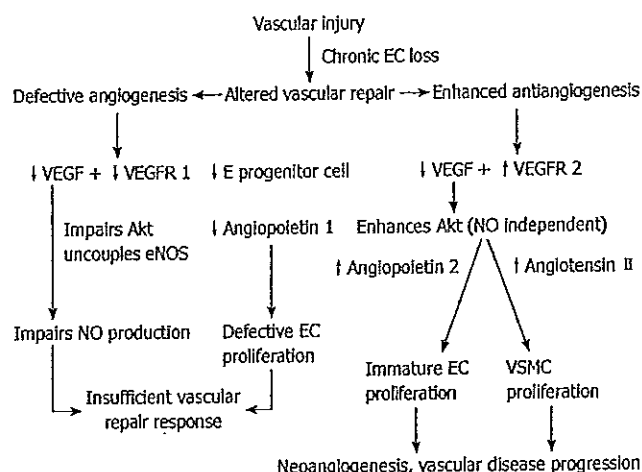 Vascular injury
Chronic EC loss
Defective angiogenesis ← Altered vascular repair → Enhanced antiangiogenesis
↓ VEGF + ↓ VEGFR 1
↓ E progenitor cell
↓ VEGF + ↑ VEGFR 2
Impairs Akt
uncouples eNOS
↓ Angiopoietin 1
Enhances Akt (NO independent)
↑ Angiopoietin 2
↑ Angiotensin II
Impairs NO production
Defective EC
proliferation
Immature EC
proliferation
VSMC
proliferation
Insufficient vascular
repair response
Neoangiogenesis, vascular disease progression